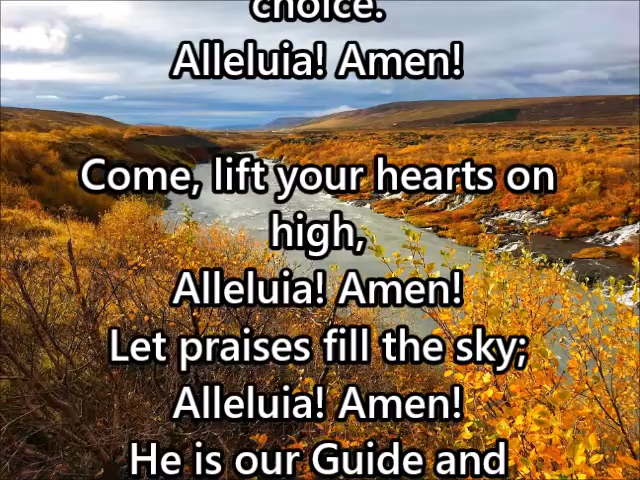 choice.
Alleluia! Amen!
Come, lift your hearts on
high,
Alleluia! Amen!
Let praises fill the sky;
Alleluia! Amen!
He is our Guide and